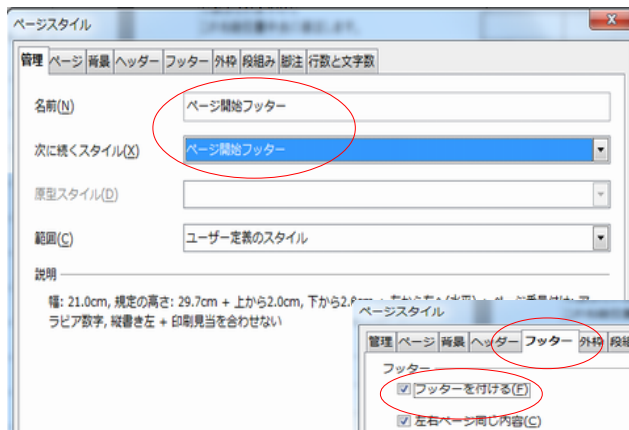 ページスタイル
管理 ページ 背景 ヘッダー フッター 外枠 段組み 脚注 行数と文字数
名前(N) ページ開始フッター
次に続くスタイル(X) ページ開始フッター
原型スタイル(D)
範囲(C) ユーザー定義のスタイル
説明
幅: 21.0cm, 規定の高さ: 29.7cm + 上から2.0cm, 下から2.
ラビア数字, 縦書き左 + 印刷見当を合わせない
ページスタイル
管理 ページ 背景 ヘッダー フッター 外枠
フッター
フッターを付ける(F)
左右ページ同じ内容(C)